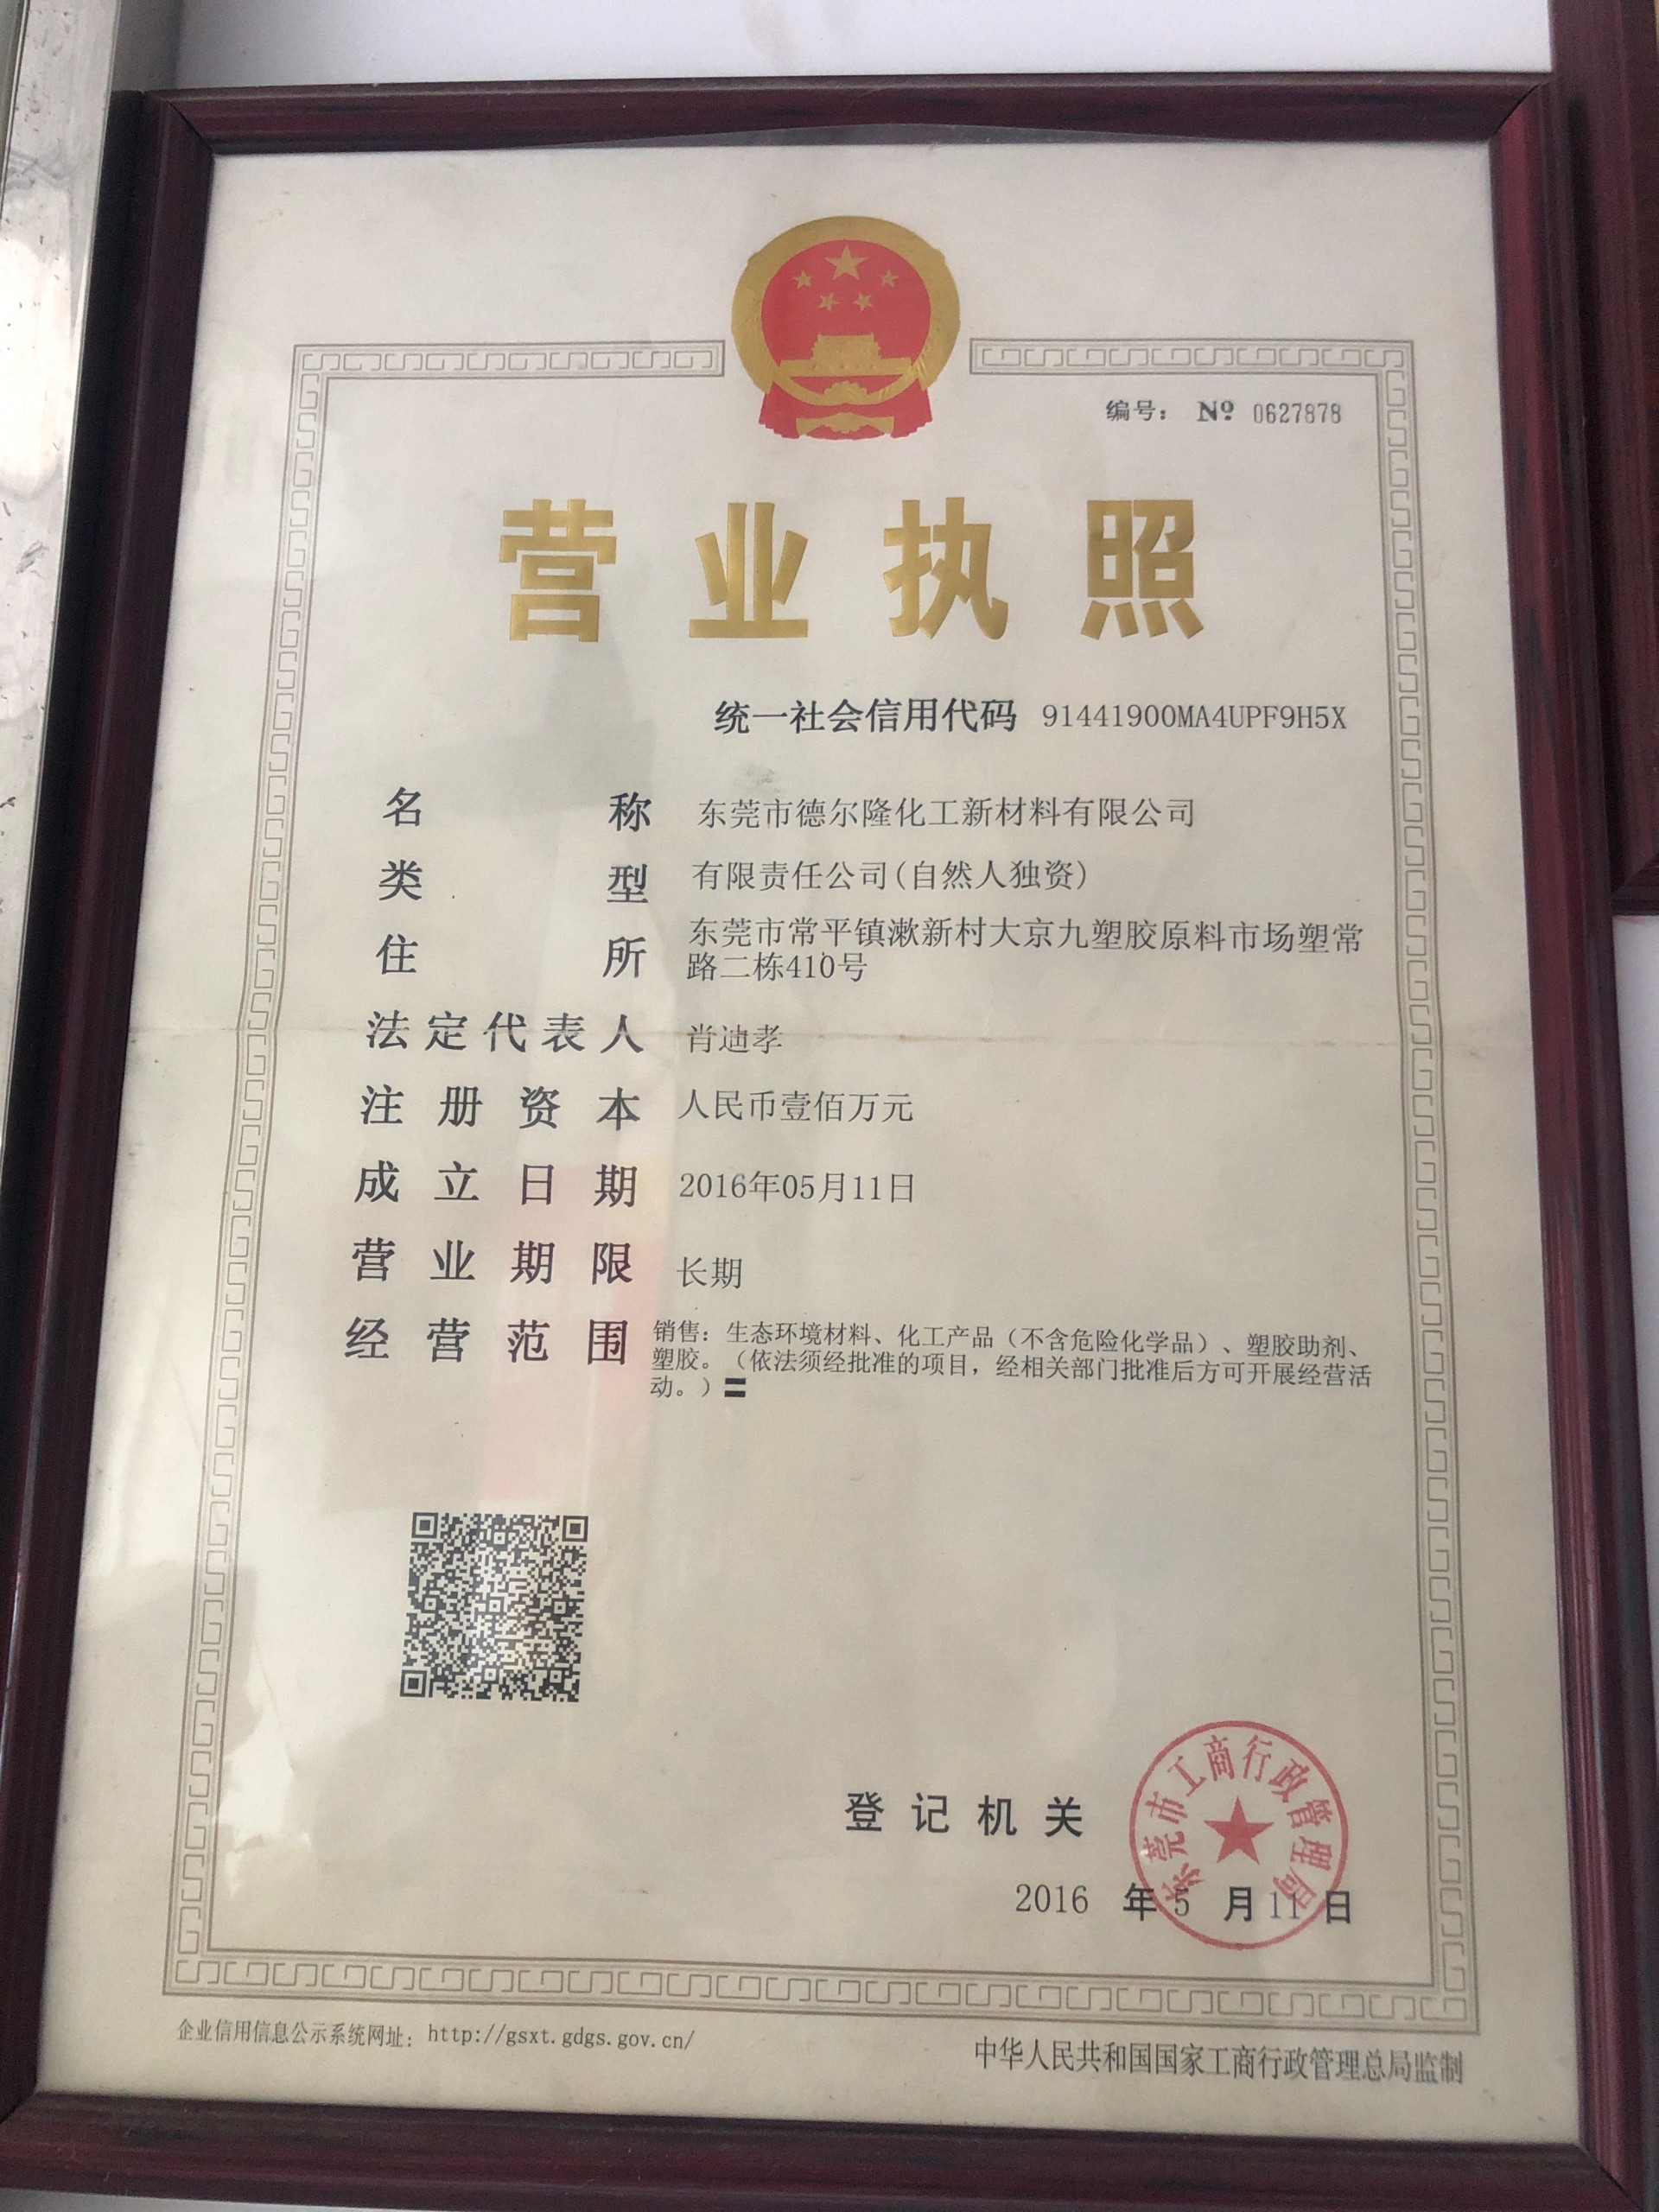 编号： № 0627878
营业执照
统一社会信用代码 91441900MA4UPF9H5X
名称 东莞市德尔隆化工新材料有限公司
类型 有限责任公司(自然人独资)
住所 东莞市常平镇漱新村大京九塑胶原料市场塑常
路二栋410号
法定代表人 肖迪孝
注册资本 人民币壹佰万元
成立日期 2016年05月11日
营业期限 长期
经营范围 销售：生态环境材料、化工产品（不含危险化学品）、塑胶助剂、
塑胶。（依法须经批准的项目，经相关部门批准后方可开展经营活
动。）
东莞市工商行政管理局
登记机关
2016 年 5 月 11 日
企业信用信息公示系统网址：http://gsxt.gdgs.gov.cn/
中华人民共和国国家工商行政管理总局监制